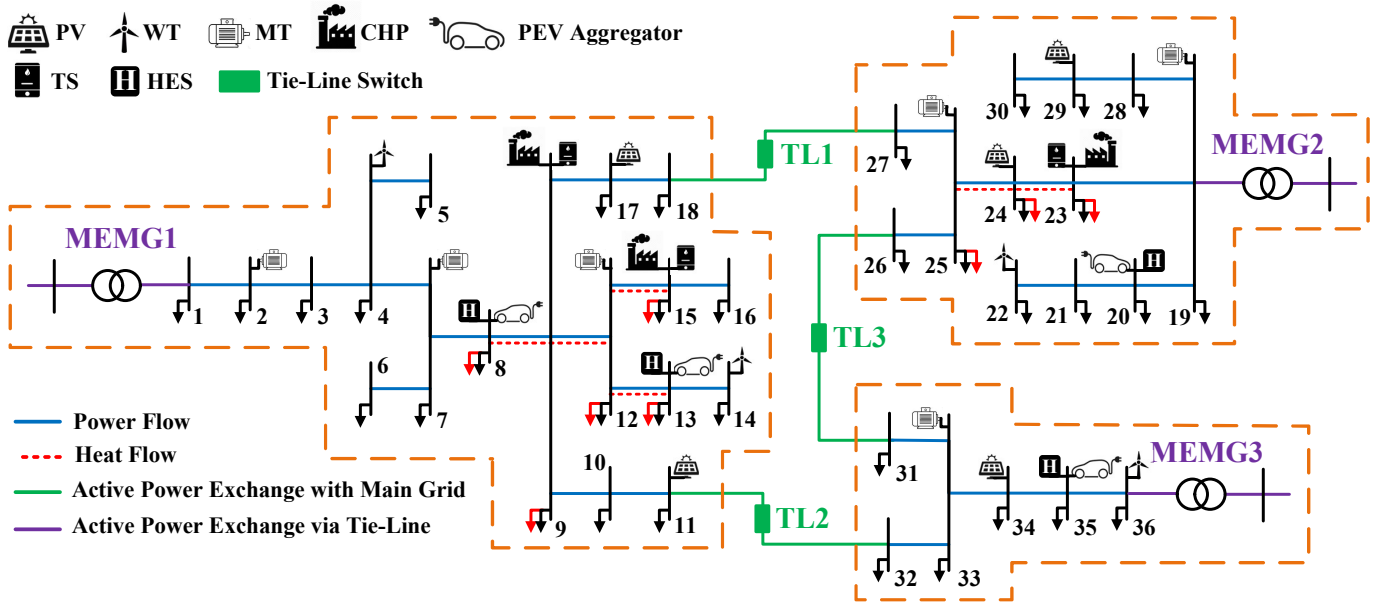 PV WT MT CHP PEV Aggregator
TS H HES Tie-Line Switch
30 29 28
27 TL1 MEMG2
5 17 18
24 23
MEMG1
26 25
H
1 2 3 4 H 15 16 22 21 20 19
TL3
6 8 H
7 12 13 14
Power Flow
Heat Flow
10 31 MEMG3
Active Power Exchange with Main Grid H
Active Power Exchange via Tie-Line
9 11 TL2 34 35 36
32 33